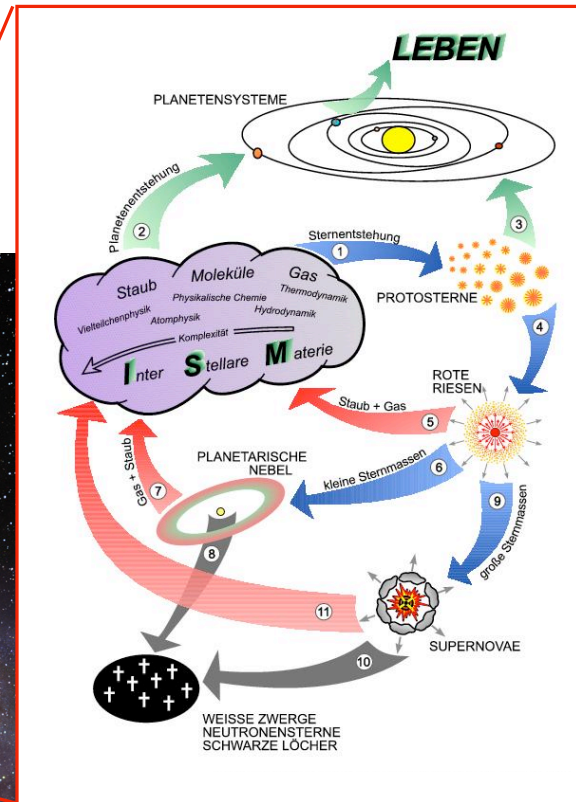 LEBEN
PLANETENSYSTEME
Planetenentstehung
2
3
1
Sternentstehung
Staub Moleküle Gas
Physikalische Chemie Thermodynamik
Vielteilchenphysik Atomphysik Hydrodynamik
Komplexität
Inter Stellare Materie
PROTOSTERNE
4
ROTE
RIESEN
Staub + Gas
5
kleine Sternmassen
6
9
große Sternmassen
PLANETARISCHE
NEBEL
Gas + Staub
7
8
11
SUPERNOVAE
10
WEISSE ZWERGE
NEUTRONENSTERNE
SCHWARZE LÖCHER